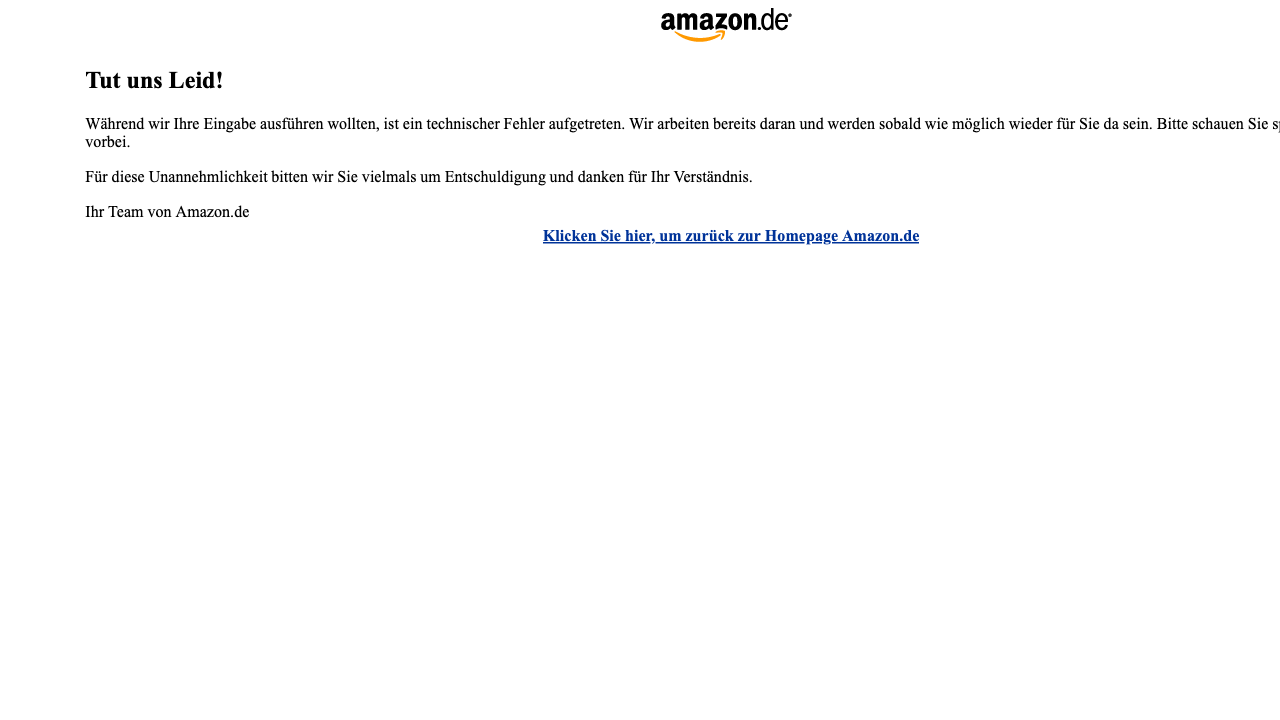 amazon.de
Tut uns Leid!
Während wir Ihre Eingabe ausführen wollten, ist ein technischer Fehler aufgetreten. Wir arbeiten bereits daran und werden sobald wie möglich wieder für Sie da sein. Bitte schauen Sie
vorbei.
Für diese Unannehmlichkeit bitten wir Sie vielmals um Entschuldigung und danken für Ihr Verständnis.
Ihr Team von Amazon.de
Klicken Sie hier, um zurück zur Homepage Amazon.de